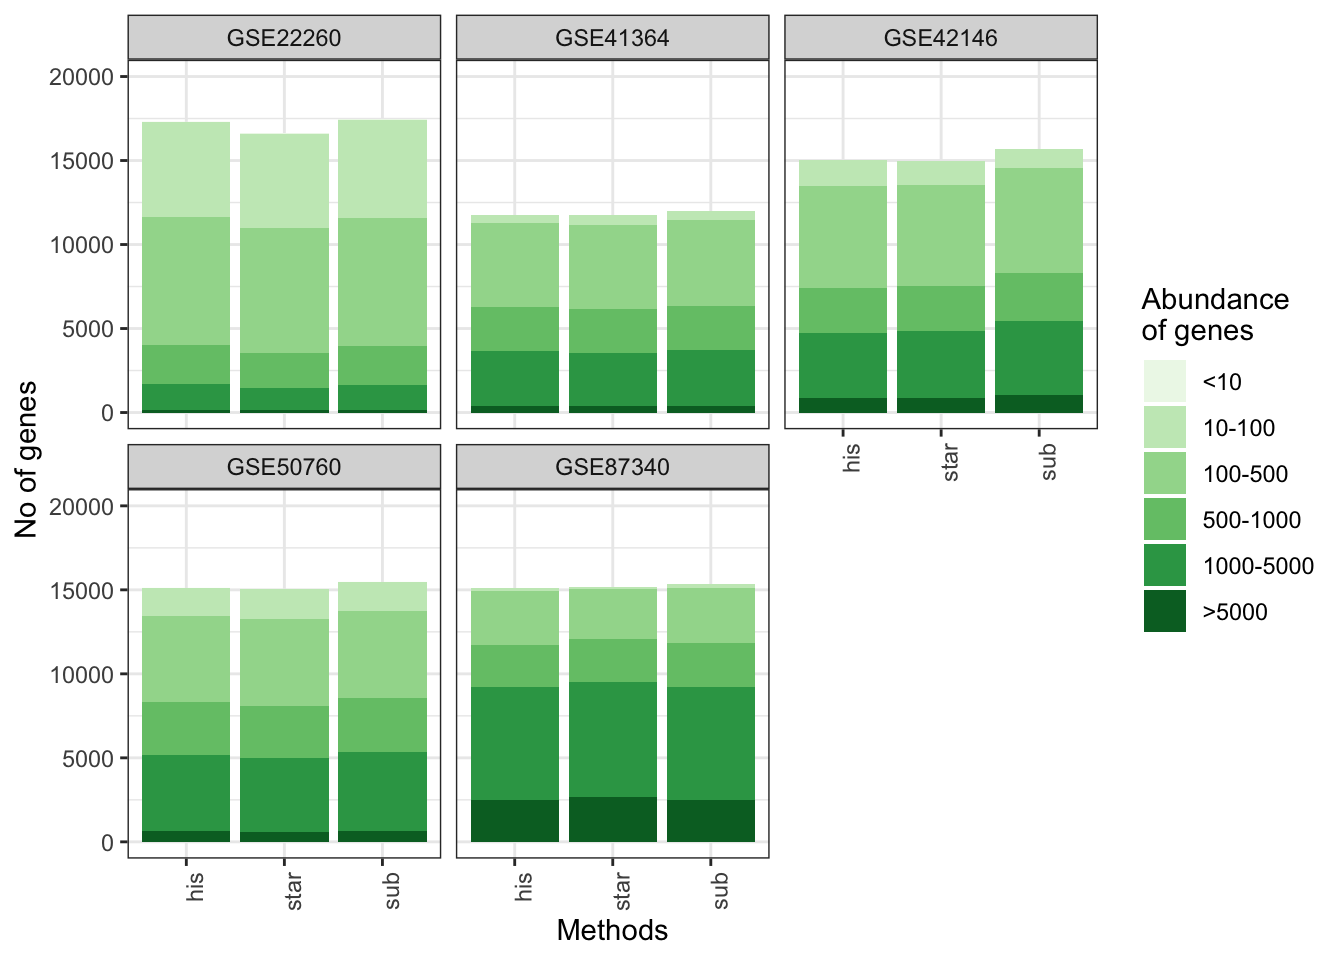 GSE22260
GSE41364
GSE42146
20000
15000
10000
5000
0
his
star
sub
GSE50760
GSE87340
20000
15000
10000
5000
0
his
star
sub
his
star
sub
Methods
No of genes
Abundance
of genes
<10
10-100
100-500
500-1000
1000-5000
>5000